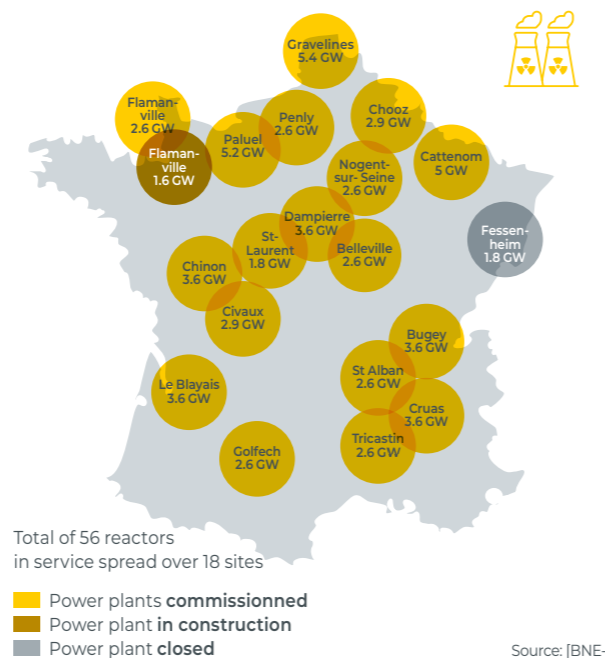 Gravelines
5.4 GW
Flaman-
ville
2.6 GW
Penly
2.6 GW
Chooz
2.9 GW
Paluel
5.2 GW
Flaman-
ville
1.6 GW
Cattenom
5 GW
Nogent-
sur- Seine
2.6 GW
Dampierre
3.6 GW
St-
Laurent
1.8 GW
Belleville
2.6 GW
Fessen-
heim
1.8 GW
Chinon
3.6 GW
Civaux
2.9 GW
Bugey
3.6 GW
St Alban
2.6 GW
Le Blayais
3.6 GW
Cruas
3.6 GW
Tricastin
2.6 GW
Golfech
2.6 GW
Total of 56 reactors
in service spread over 18 sites
Power plants commissionned
Power plant in construction
Power plant closed
Source: [BNE-